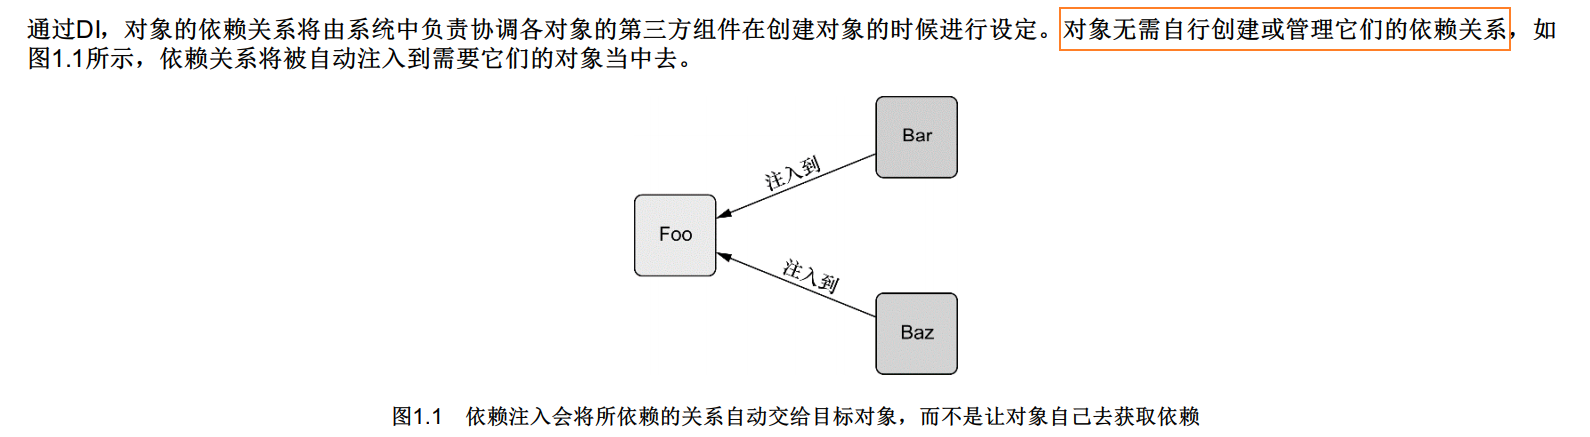 通过DI，对象的依赖关系将由系统中负责协调各对象的第三方组件在创建对象的时候进行设定。对象无需自行创建或管理它们的依赖关系，如
图1.1所示，依赖关系将被自动注入到需要它们的对象当中去。
Bar
注入到
Foo
注入到
Baz
图1.1 依赖注入会将所依赖的关系自动交给目标对象，而不是让对象自己去获取依赖